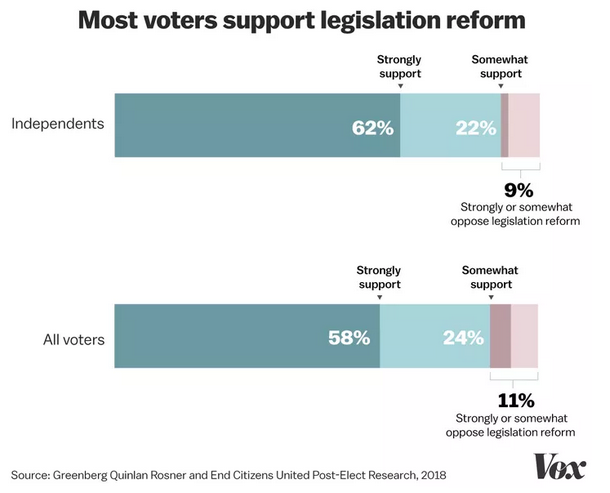 Most voters support legislation reform
Strongly
support
Somewhat
support
Independents
62%
22%
9%
Strongly or somewhat
oppose legislation reform
Strongly
support
Somewhat
support
All voters
58%
24%
11%
Strongly or somewhat
oppose legislation reform
Source: Greenberg Quinlan Rosner and End Citizens United Post-Elect Research, 2018
Vox